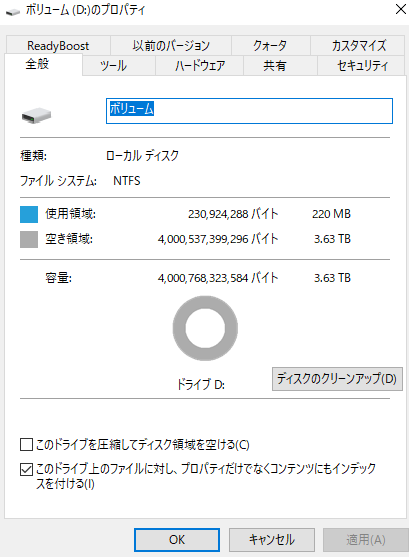 ボリューム (D:)のプロパティ
ReadyBoost 以前のバージョン クォータ カスタマイズ
全般 ツール ハードウェア 共有 セキュリティ
ボリューム
種類: ローカル ディスク
ファイル システム: NTFS
使用領域: 230,924,288 バイト 220 MB
空き領域: 4,000,537,399,296 バイト 3.63 TB
容量: 4,000,768,323,584 バイト 3.63 TB
ドライブ D:
ディスクのクリーンアップ(D)
このドライブを圧縮してディスク領域を空ける(C)
このドライブ上のファイルに対し、プロパティだけでなくコンテンツにもインデック
スを付ける(I)
OK キャンセル 適用(A)